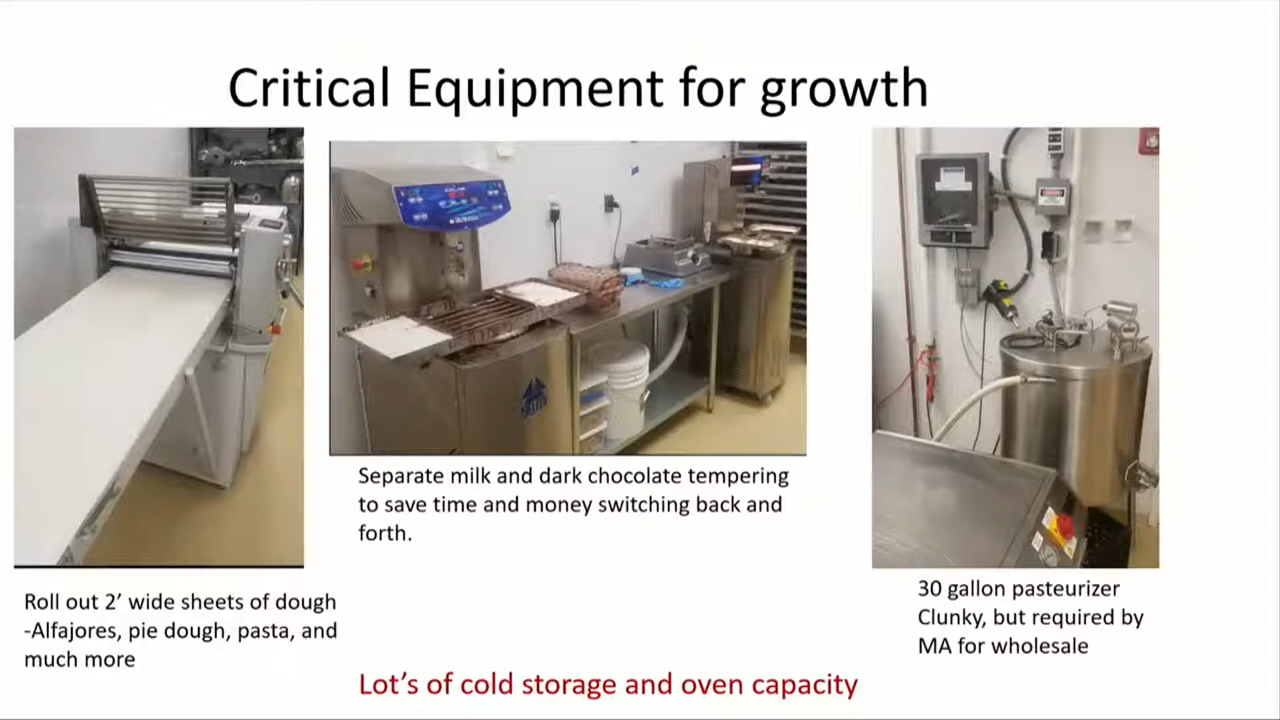 Critical Equipment for growth
Separate milk and dark chocolate tempering
to save time and money switching back and
forth.
Roll out 2’ wide sheets of dough
-Alfajores, pie dough, pasta, and
much more
30 gallon pasteurizer
Clunky, but required by
MA for wholesale
Lot’s of cold storage and oven capacity